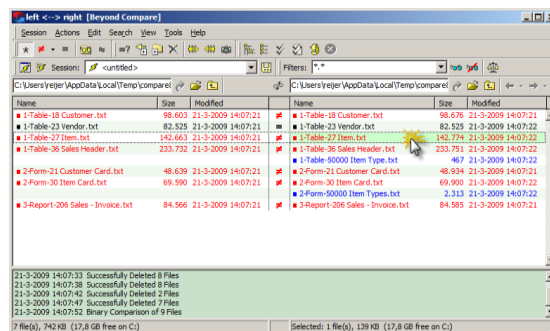 left <--> right [Beyond Compare]
Session Actions Edit Search View Tools Help
Session: <untitled> Filters: *.*
C:\Users\reijer\AppData\Local\Temp\compare\ C:\Users\reijer\AppData\Local\Temp\compare\
Name Size Modified Name Size Modified
1-Table-18 Customer.txt 98.603 21-3-2009 14:07:21 ≠ 1-Table-18 Customer.txt 98.676 21-3-2009 14:07:21
1-Table-23 Vendor.txt 82.525 21-3-2009 14:07:21 = 1-Table-23 Vendor.txt 82.525 21-3-2009 14:07:22
1-Table-27 Item.txt 142.663 21-3-2009 14:07:21 ≠ 1-Table-27 Item.txt 142.774 21-3-2009 14:07:22
1-Table-36 Sales Header.txt 233.732 21-3-2009 14:07:21 ≠ 1-Table-36 Sales Header.txt 233.751 21-3-2009 14:07:22
1-Table-50000 Item Type.txt 467 21-3-2009 14:07:22
2-Form-21 Customer Card.txt 48.639 21-3-2009 14:07:21 ≠ 2-Form-21 Customer Card.txt 48.934 21-3-2009 14:07:22
2-Form-30 Item Card.txt 69.590 21-3-2009 14:07:21 ≠ 2-Form-30 Item Card.txt 69.900 21-3-2009 14:07:22
2-Form-50000 Item Types.txt 2.313 21-3-2009 14:07:22
3-Report-206 Sales - Invoice.txt 84.566 21-3-2009 14:07:21 ≠ 3-Report-206 Sales - Invoice.txt 84.585 21-3-2009 14:07:22
21-3-2009 14:07:33 Successfully Deleted 8 Files
21-3-2009 14:07:38 Successfully Deleted 8 Files
21-3-2009 14:07:42 Successfully Deleted 2 Files
21-3-2009 14:07:47 Successfully Deleted 7 Files
21-3-2009 14:07:52 Binary Comparison of 9 Files
7 file(s), 742 KB (17,8 GB free on C:) Selected: 1 file(s), 139 KB (17,8 GB free on C:)